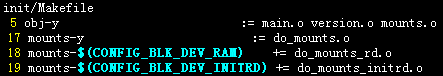 init/Makefile
5 obj-y := main.o version.o mounts.o
17 mounts-y := do_mounts.o
18 mounts-$(CONFIG_BLK_DEV_RAM) += do_mounts_rd.o
19 mounts-$(CONFIG_BLK_DEV_INITRD) += do_mounts_initrd.o